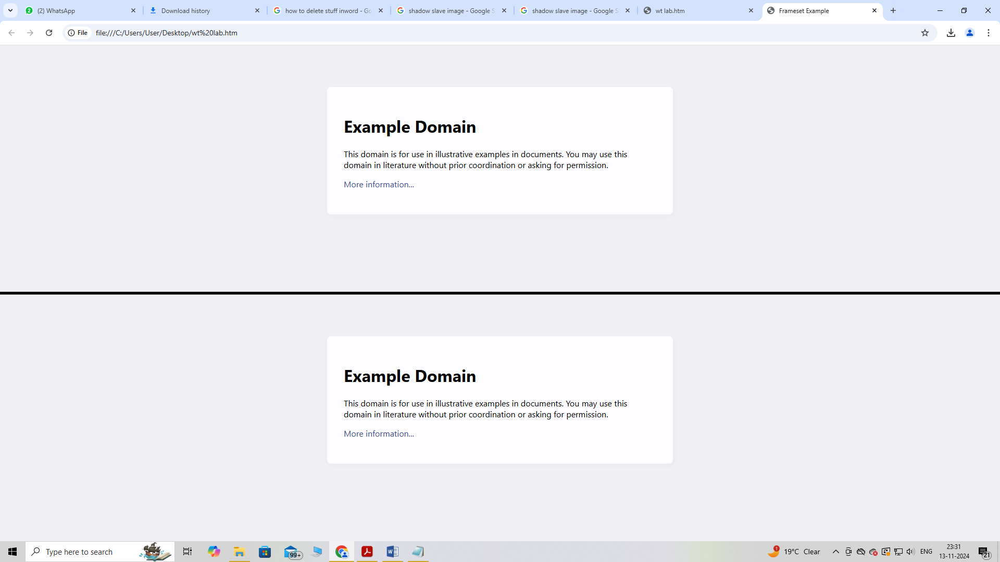 (2) WhatsApp
Download history
how to delete stuff inword - Go
shadow slave image - Google S
shadow slave image - Google S
wt lab.htm
Frameset Example
File
file:///C:/Users/User/Desktop/wt%20lab.htm
Example Domain
This domain is for use in illustrative examples in documents. You may use this
domain in literature without prior coordination or asking for permission.
More information...
Example Domain
This domain is for use in illustrative examples in documents. You may use this
domain in literature without prior coordination or asking for permission.
More information...
Type here to search
99+
1
19°C Clear
ENG
23:31
13-11-2024
21